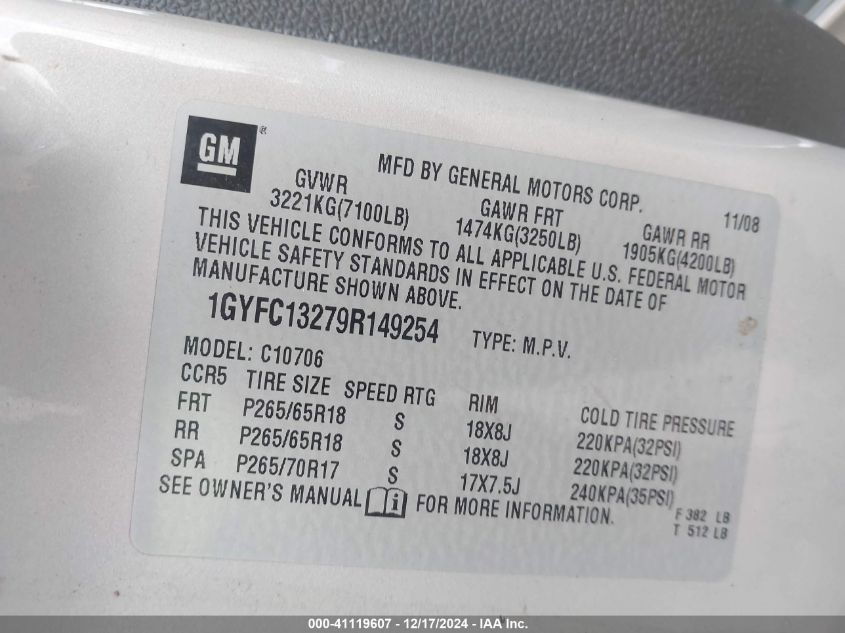 GM®
MFD BY GENERAL MOTORS CORP. 11/08
GVWR GAWR FRT GAWR RR
3221KG(7100LB) 1474KG(3250LB) 1905KG(4200LB)
THIS VEHICLE CONFORMS TO ALL APPLICABLE U.S. FEDERAL MOTOR
VEHICLE SAFETY STANDARDS IN EFFECT ON THE DATE OF
MANUFACTURE SHOWN ABOVE.
1GYFC13279R149254 TYPE: M.P.V.
MODEL: C10706
CCR5 TIRE SIZE SPEED RTG RIM COLD TIRE PRESSURE
FRT P265/65R18 S 18X8J 220KPA(32PSI)
RR P265/65R18 S 18X8J 220KPA(32PSI)
SPA P265/70R17 S 17X7.5J 240KPA(35PSI)
SEE OWNER'S MANUAL i FOR MORE INFORMATION.
F 382 LB
T 512 LB
000-41119607 - 12/17/2024 - IAA Inc.